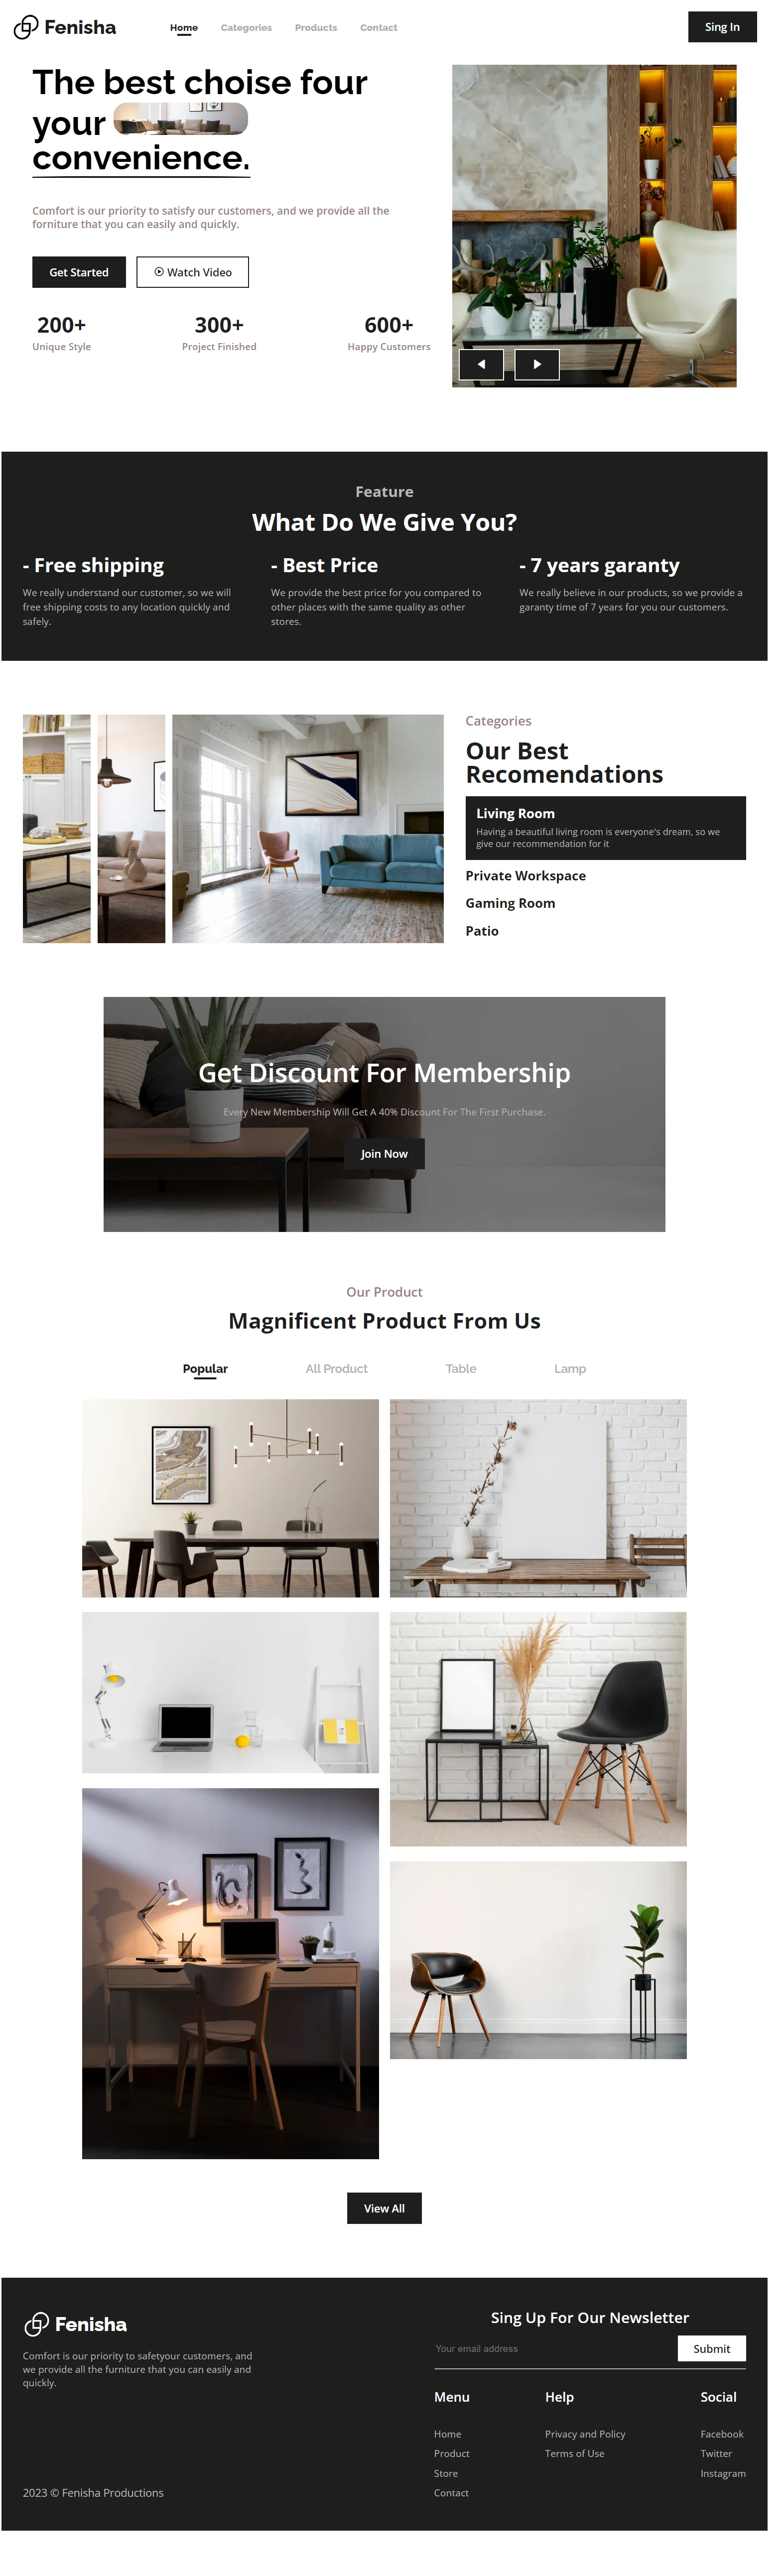 Fenisha
Home
Categories
Products
Contact
Sing In
The best choise four
your
convenience.
Comfort is our priority to satisfy our customers, and we provide all the
forniture that you can easily and quickly.
Get Started
Watch Video
200+
Unique Style
300+
Project Finished
600+
Happy Customers
Feature
What Do We Give You?
- Free shipping
We really understand our customer, so we will
free shipping costs to any location quickly and
safely.
- Best Price
We provide the best price for you compared to
other places with the same quality as other
stores.
- 7 years garanty
We really believe in our products, so we provide a
garanty time of 7 years for you our customers.
Categories
Our Best
Recomendations
Living Room
Having a beautiful living room is everyone's dream, so we
give our recommendation for it
Private Workspace
Gaming Room
Patio
Get Discount For Membership
Every New Membership Will Get A 40% Discount For The First Purchase.
Join Now
Our Product
Magnificent Product From Us
Popular
All Product
Table
Lamp
View All
Fenisha
Comfort is our priority to safetyour customers, and
we provide all the furniture that you can easily and
quickly.
2023 © Fenisha Productions
Sing Up For Our Newsletter
Your email address
Submit
Menu
Home
Product
Store
Contact
Help
Privacy and Policy
Terms of Use
Social
Facebook
Twitter
Instagram